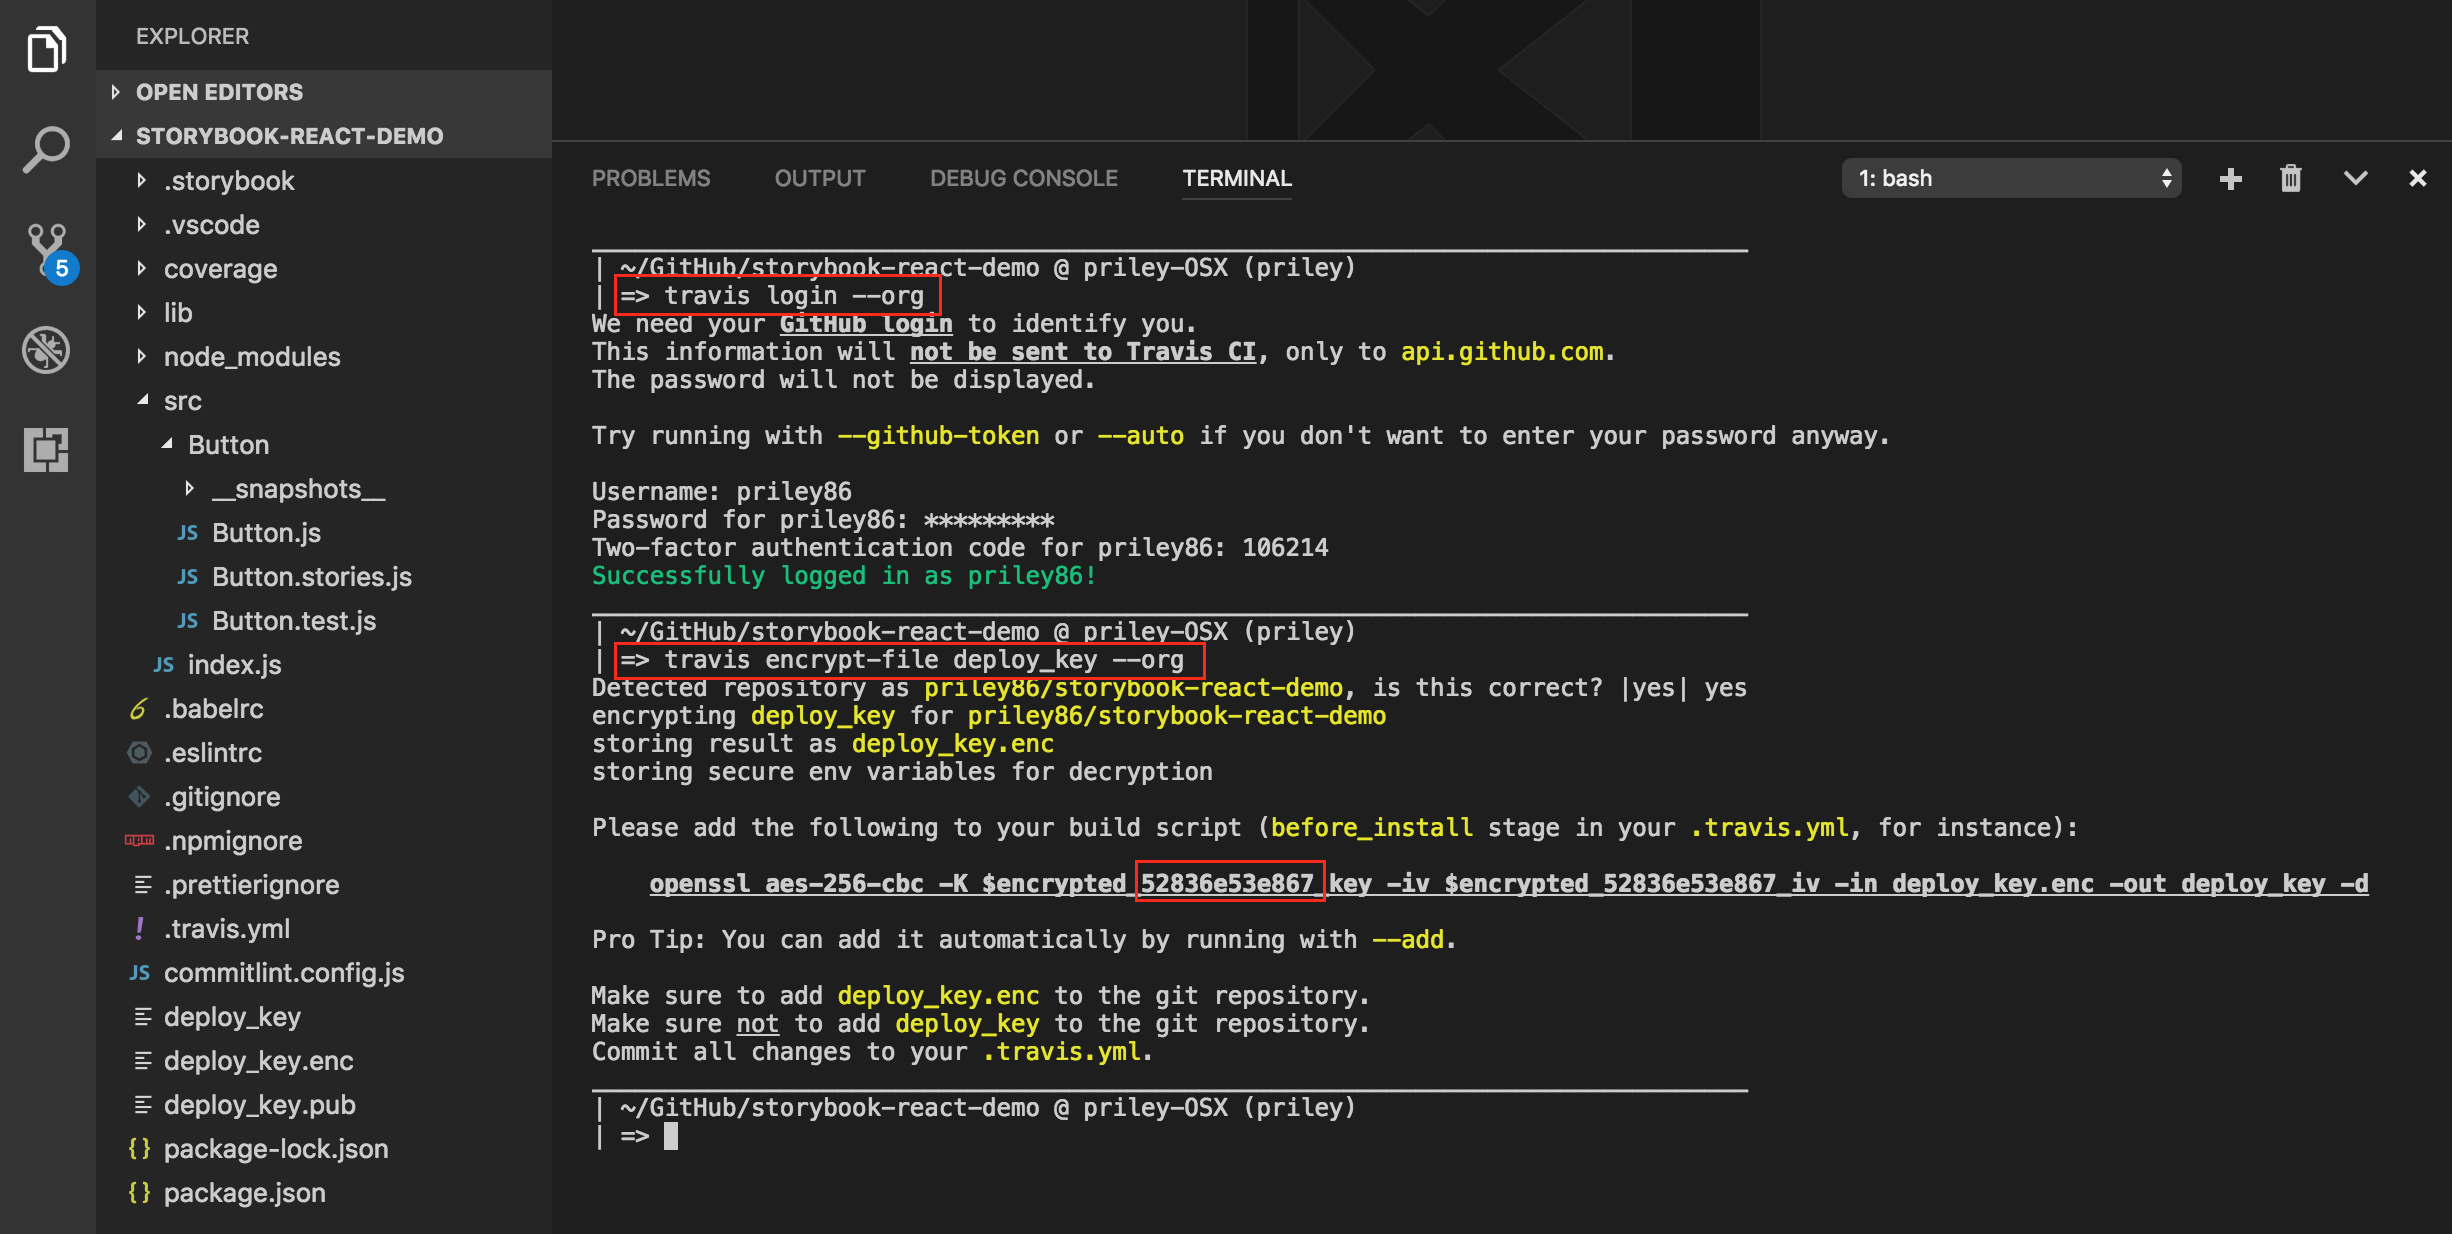 EXPLORER
OPEN EDITORS
STORYBOOK-REACT-DEMO
.storybook
.vscode
coverage
lib
node_modules
src
Button
__snapshots__
JS Button.js
JS Button.stories.js
JS Button.test.js
JS index.js
6 .babelrc
.eslintrc
.gitignore
npm .npmignore
.prettierignore
! .travis.yml
JS commitlint.config.js
deploy_key
deploy_key.enc
deploy_key.pub
{} package-lock.json
{} package.json
5
PROBLEMS OUTPUT DEBUG CONSOLE TERMINAL 1: bash
| ~/GitHub/storybook-react-demo @ priley-OSX (priley)
| => travis login --org
We need your GitHub login to identify you.
This information will not be sent to Travis CI, only to api.github.com.
The password will not be displayed.
Try running with --github-token or --auto if you don't want to enter your password anyway.
Username: priley86
Password for priley86: *********
Two-factor authentication code for priley86: 106214
Successfully logged in as priley86!
| ~/GitHub/storybook-react-demo @ priley-OSX (priley)
| => travis encrypt-file deploy_key --org
Detected repository as priley86/storybook-react-demo, is this correct? |yes| yes
encrypting deploy_key for priley86/storybook-react-demo
storing result as deploy_key.enc
storing secure env variables for decryption
Please add the following to your build script (before_install stage in your .travis.yml, for instance):
openssl aes-256-cbc -K $encrypted_52836e53e867_key -iv $encrypted_52836e53e867_iv -in deploy_key.enc -out deploy_key -d
Pro Tip: You can add it automatically by running with --add.
Make sure to add deploy_key.enc to the git repository.
Make sure not to add deploy_key to the git repository.
Commit all changes to your .travis.yml.
| ~/GitHub/storybook-react-demo @ priley-OSX (priley)
| =>